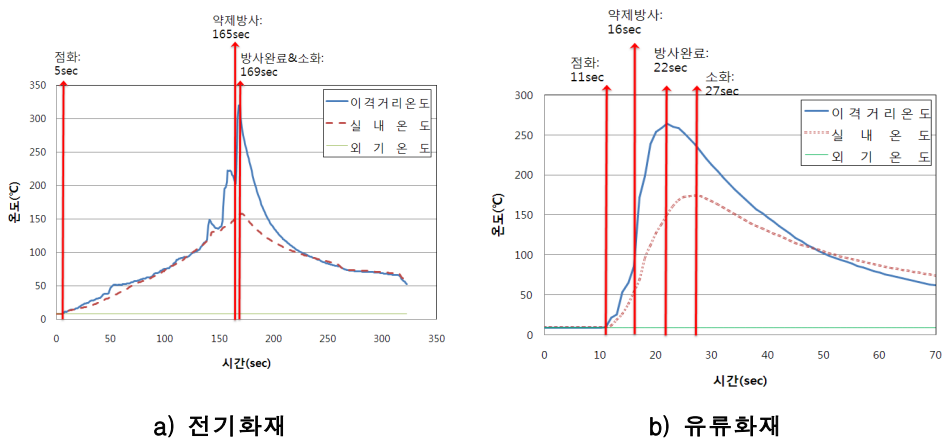 약제방사:
165sec
점화:
5sec
방사완료&소화:
169sec
350
300
250
200
150
100
50
0
온도(℃)
이격거리온도
실 내 온 도
외 기 온 도
0 50 100 150 200 250 300 350
시간(sec)
a) 전기화재
약제방사:
16sec
점화:
11sec
방사완료:
22sec
소화:
27sec
300
250
200
150
100
50
0
온도(℃)
이격거리온도
실 내 온 도
외 기 온 도
0 10 20 30 40 50 60 70
시간(sec)
b) 유류화재